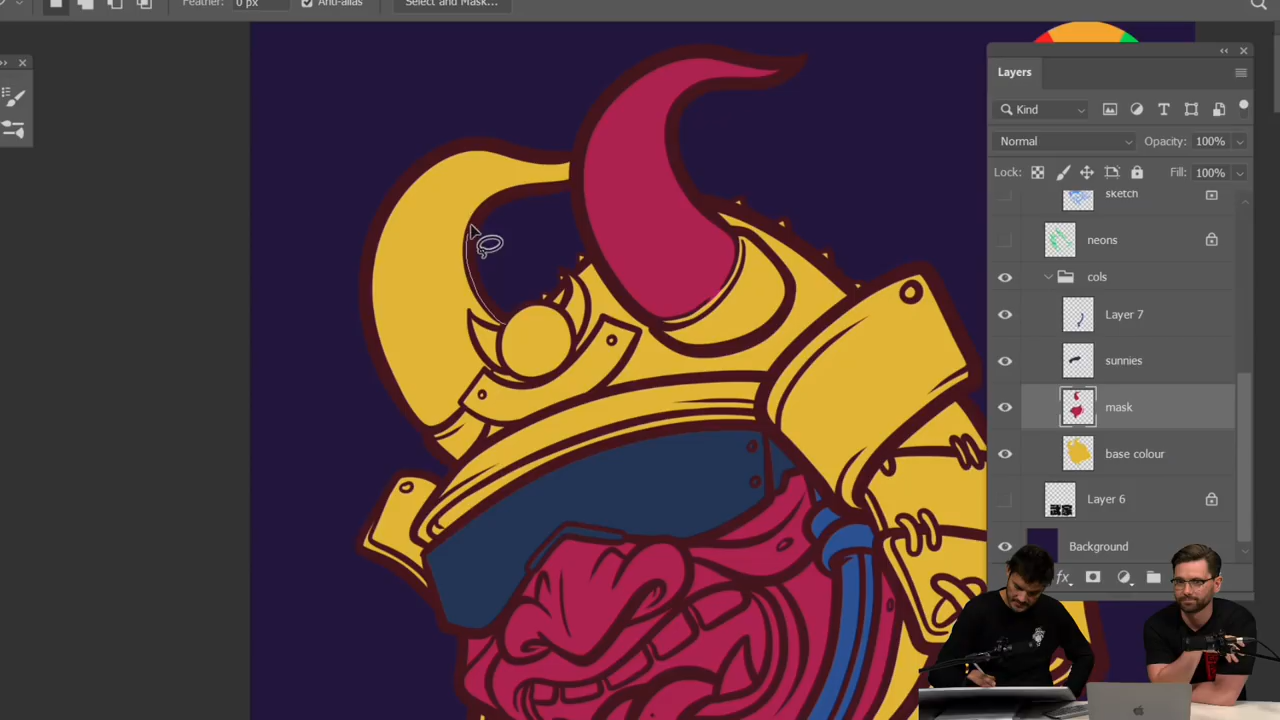 Feather: 0 px Anti-alias Select and Mask...
Layers
Kind
Normal Opacity: 100%
Lock: Fill: 100%
sketch
neons
cols
Layer 7
sunnies
mask
base colour
Layer 6
Background
fx